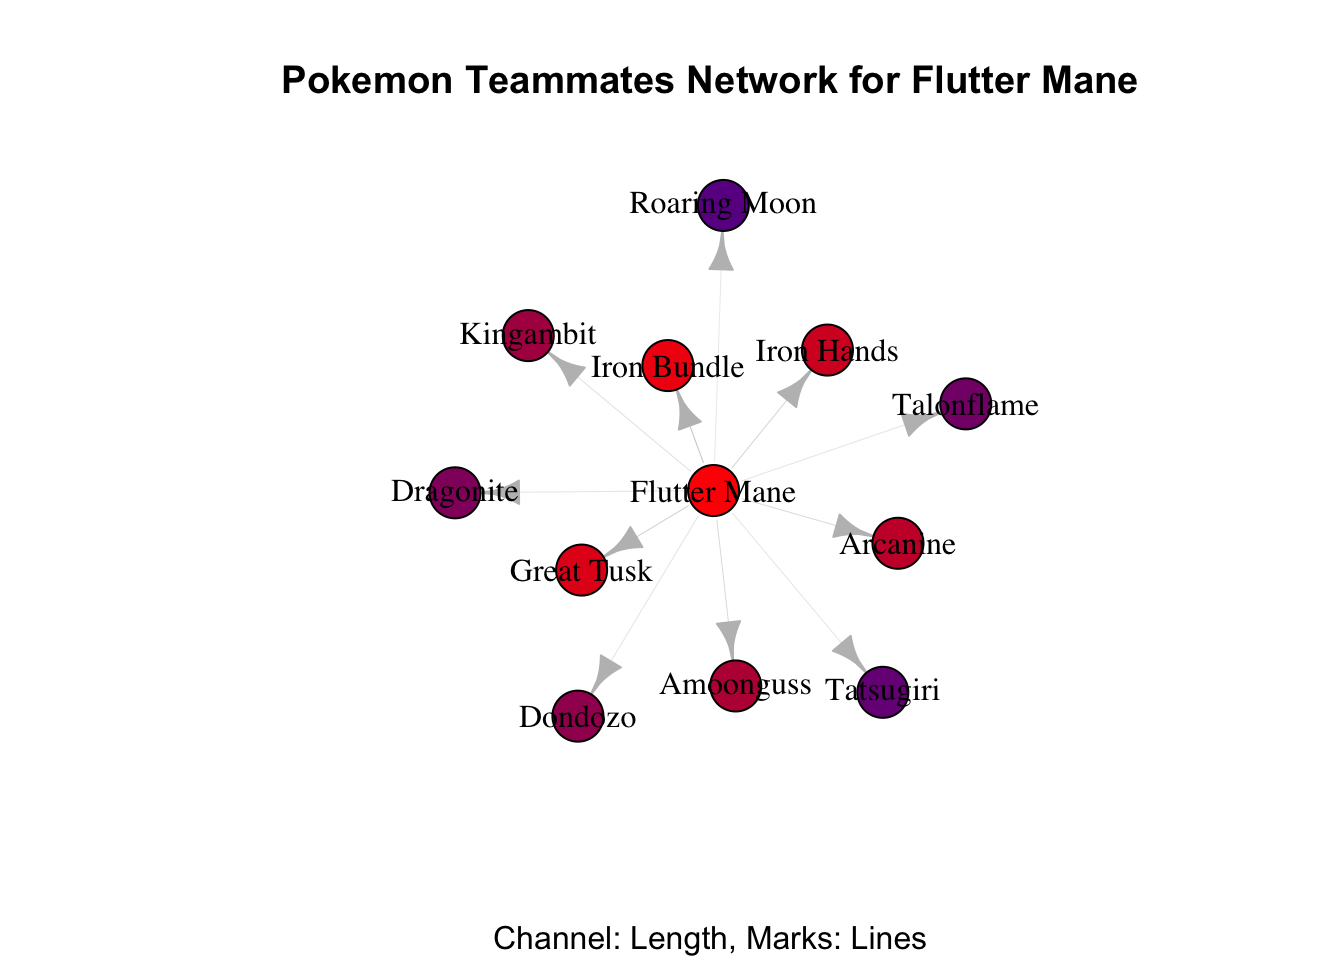 Pokemon Teammates Network for Flutter Mane
Roaring Moon
Kingambit
Iron Bundle
Iron Hands
Talonflame
Dragonite
Flutter Mane
Arcanine
Great Tusk
Amoonguss
Tatsugiri
Dondozo
Channel: Length, Marks: Lines